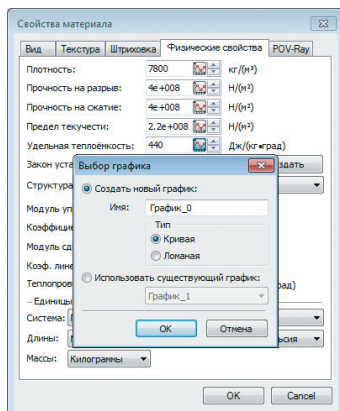 Свойства материала
Вид Текстура Штриховка Физические свойства POV-Ray
Плотность: 7800 кг/(м³)
Прочность на разрыв: 4e+008 Н/(м²)
Прочность на сжатие: 4e+008 Н/(м²)
Предел текучести: 2.2e+008 Н/(м²)
Удельная теплоёмкость: 440 Дж/(кг*град)
Закон уста
здать
Выбор графика
Структура
Создать новый график:
Модуль уп
Имя: График_0
Коэффицие
Тип
Кривая
Модуль сд
Ломаная
Коэф. лине
Использовать существующий график:
Теплопров
рад)
График_1
Единицы
Система:
ОК Отмена
Длины:
ьсия
Массы: Килограммы
OK Cancel